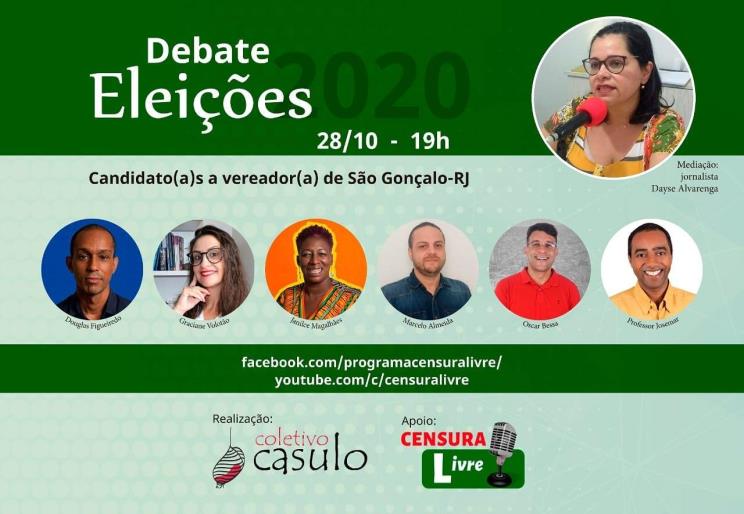 Debate
Eleições
2020
28/10 - 19h
Mediação:
jornalista
Dayse Alvarenga
Candidato(a)s a vereador(a) de São Gonçalo-RJ
Douglas Figueiredo
Graciane Volotão
Janilce Magalhães
Marcelo Almeida
Oscar Bessa
Professor Josemar
facebook.com/programacensuralivre/
youtube.com/c/censuralivre
Realização:
coletivo
casulo
Apoio:
CENSURA
Livre